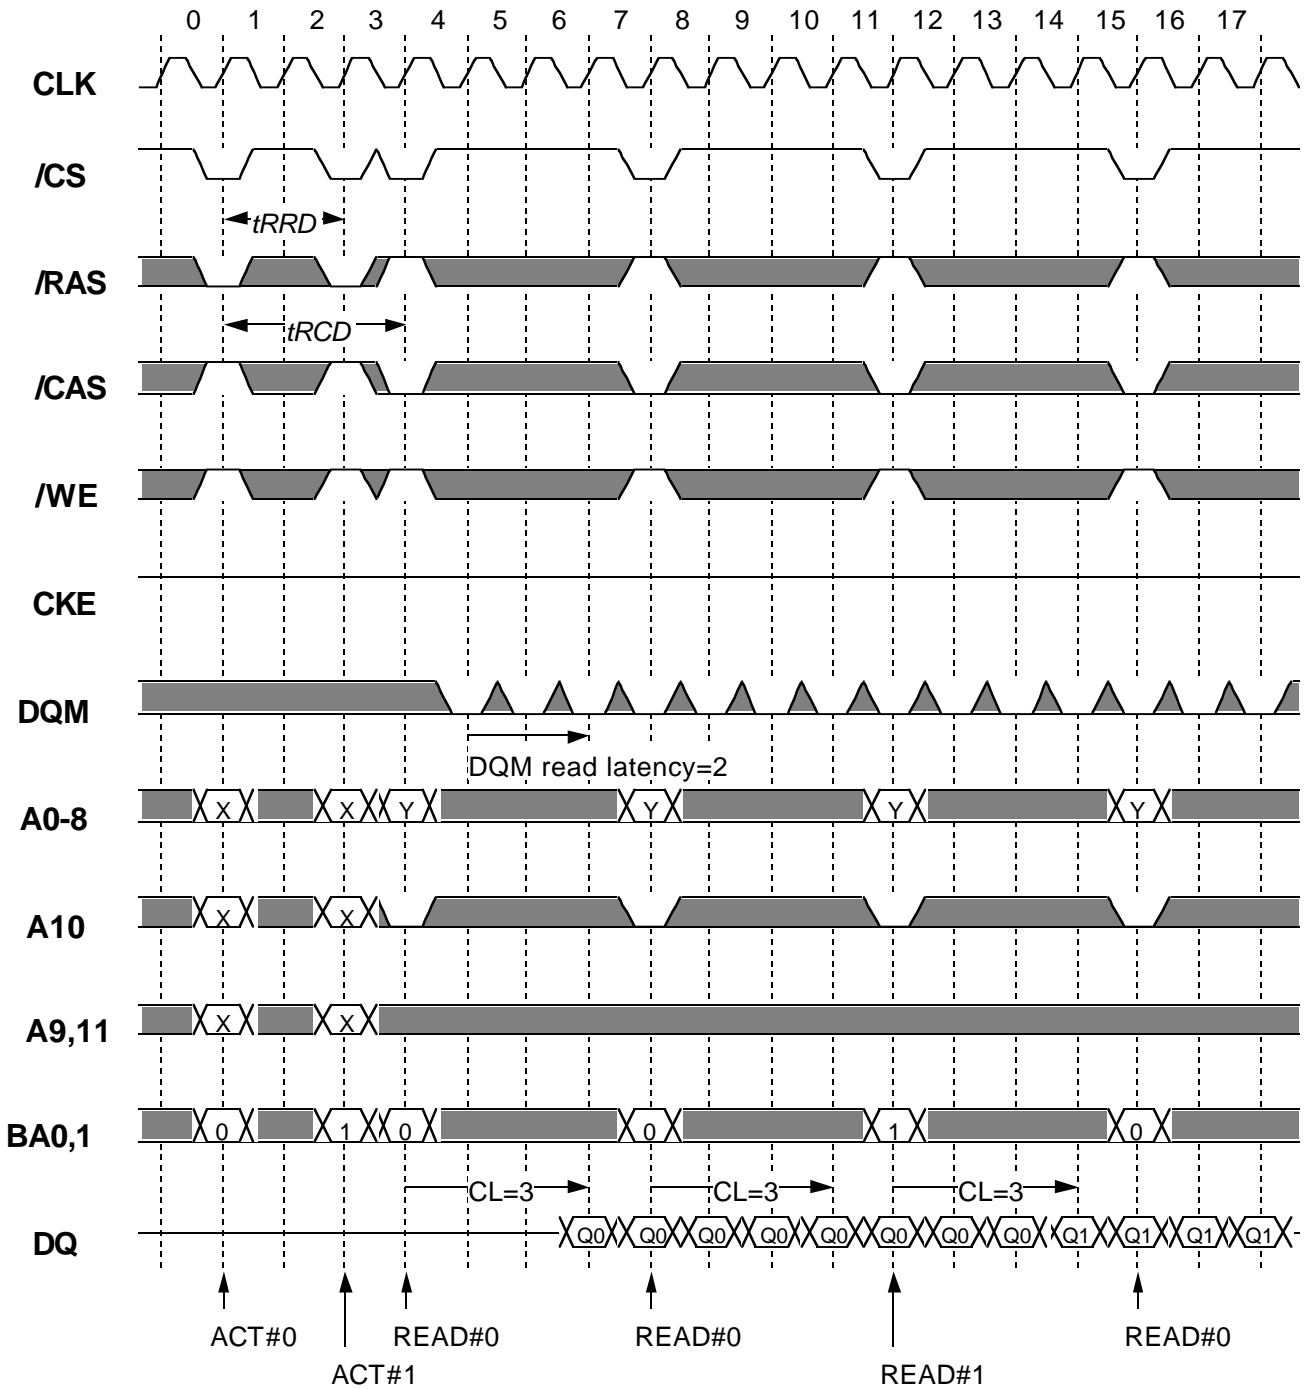 0 1 2 3 4 5 6 7 8 9 10 11 12 13 14 15 16 17
CLK
/CS
tRRD
/RAS
tRCD
/CAS
/WE
CKE
DQM
DQM read latency=2
A0-8 X X Y Y Y Y
A10 X X
A9,11 X X
BA0,1 0 1 0 0 1 0
CL=3 CL=3 CL=3
DQ Q0 Q0 Q0 Q0 Q0 Q0 Q0 Q0 Q1 Q1 Q1 Q1
ACT#0 READ#0 READ#0 READ#0
ACT#1 READ#1